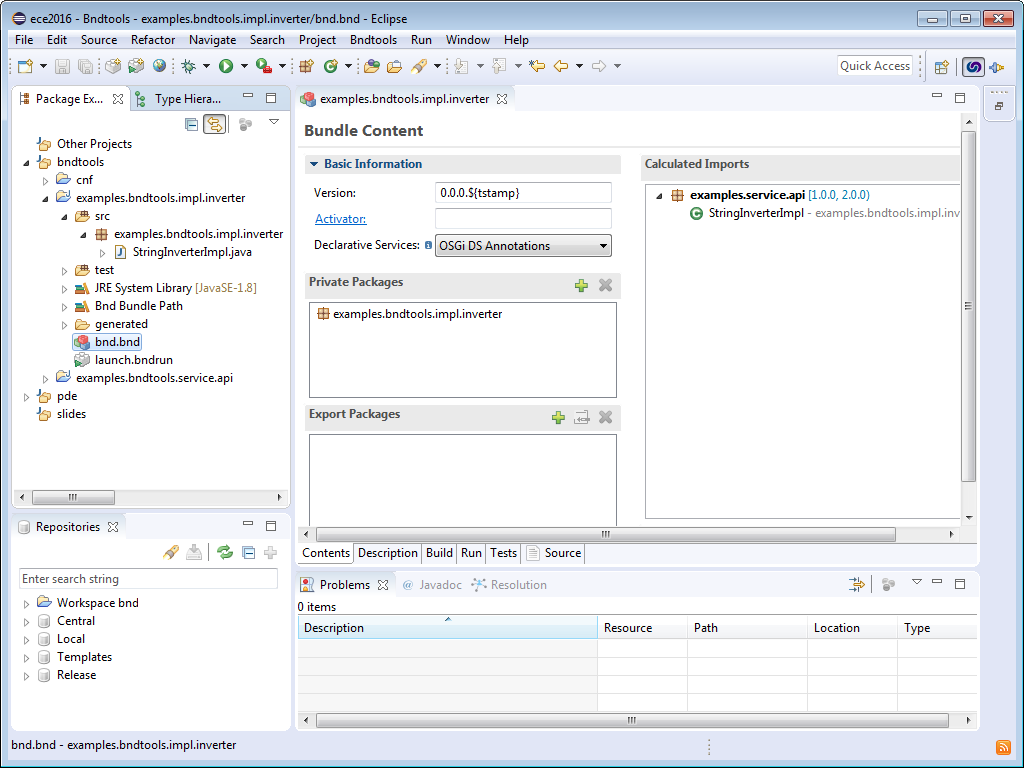 ece2016 - Bndtools - examples.bndtools.impl.inverter/bnd.bnd - Eclipse
File Edit Source Refactor Navigate Search Project Bndtools Run Window Help
Quick Access
Package Ex...
Type Hiera...
Other Projects
bndtools
cnf
examples.bndtools.impl.inverter
src
examples.bndtools.impl.inverter
StringInverterImpl.java
test
JRE System Library [JavaSE-1.8]
Bnd Bundle Path
generated
bnd.bnd
launch.bndrun
examples.bndtools.service.api
pde
slides
Repositories
Enter search string
Workspace bnd
Central
Local
Templates
Release
examples.bndtools.impl.inverter
Bundle Content
Basic Information
Version: 0.0.0.${tstamp}
Activator:
Declarative Services: OSGi DS Annotations
Private Packages
examples.bndtools.impl.inverter
Export Packages
Calculated Imports
examples.service.api [1.0.0, 2.0.0)
StringInverterImpl - examples.bndtools.impl.inv
Contents Description Build Run Tests Source
Problems @ Javadoc Resolution
0 items
Description Resource Path Location Type
bnd.bnd - examples.bndtools.impl.inverter